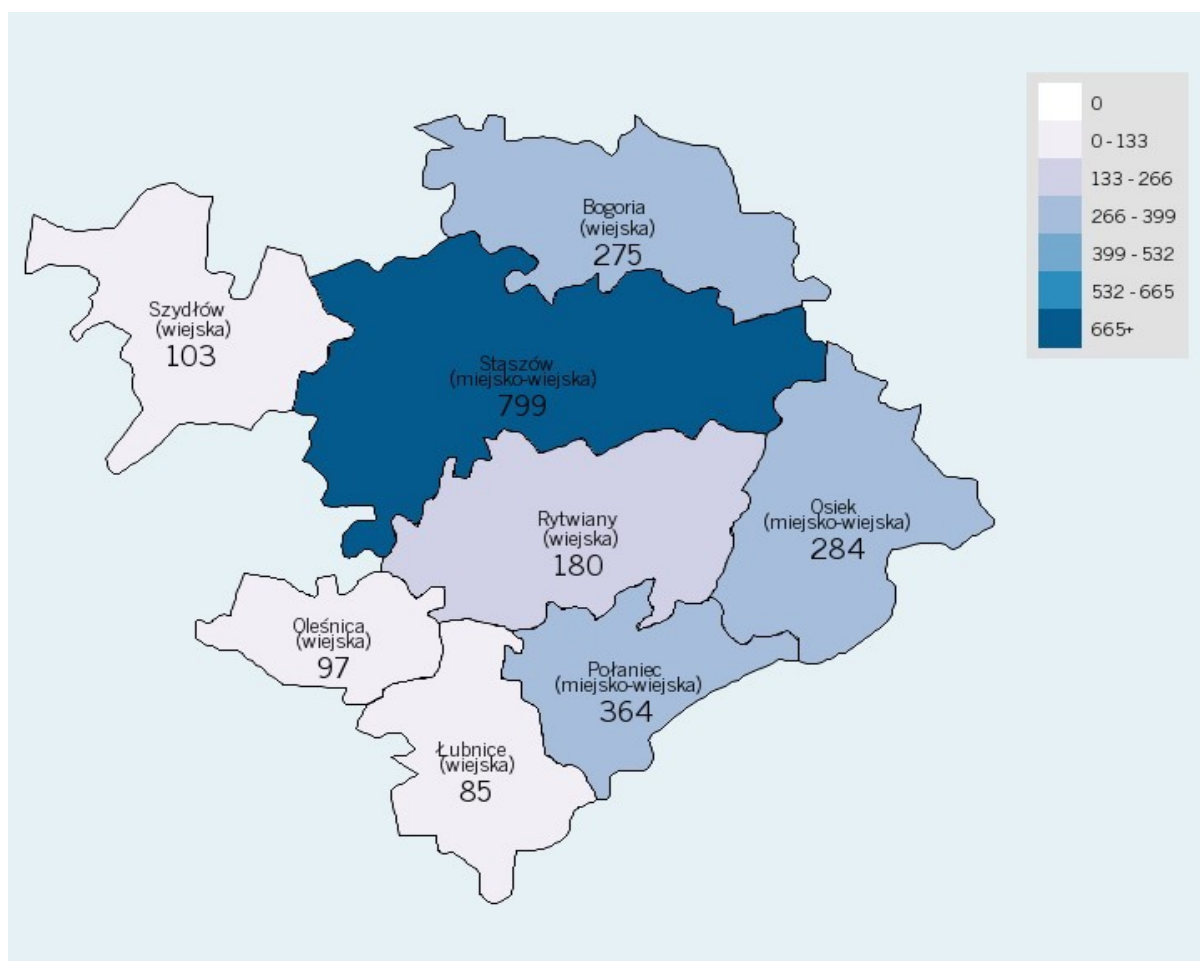 0
0 - 133
133 - 266
266 - 399
399 - 532
532 - 665
665+
Bogoria
(wiejska)
275
Szydłów
(wiejska)
103
Staszów
(miejsko-wiejska)
799
Osiek
(miejsko-wiejska)
284
Rytwiany
(wiejska)
180
Oleśnica
(wiejska)
97
Połaniec
(miejsko-wiejska)
364
Łubnice
(wiejska)
85